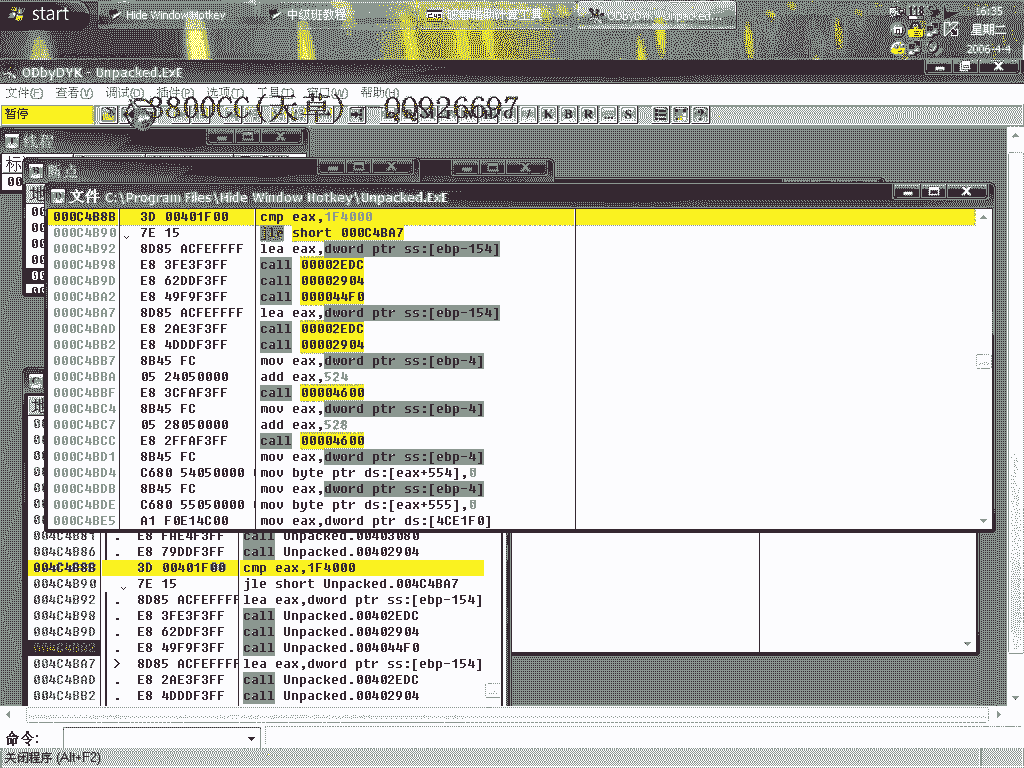 start
Hide Window Hotkey
中级班教程
ODbyDYK - Unpacked...
118
16:35
星期二
2006-4-4
ODbyDYK - Unpacked.ExE
文件(F) 查看(V) 调试(D) 插件(P) 选项(T) 工具(I) 窗口(W) 帮助(H)
C3800CC(天草) QQ926697
暂停
K B R ... S
线程
断点
文件 C:\Program Files\Hide Window Hotkey\Unpacked.ExE
000C4B8B 3D 00401F00 cmp eax,1F4000
000C4B90 7E 15 jle short 000C4BA7
000C4B92 8D85 ACFEFFFF lea eax,dword ptr ss:[ebp-154]
000C4B98 E8 3FE3F3FF call 00002EDC
000C4B9D E8 62DDF3FF call 00002904
000C4BA2 E8 49F9F3FF call 000044F0
000C4BA7 8D85 ACFEFFFF lea eax,dword ptr ss:[ebp-154]
000C4BAD E8 2AE3F3FF call 00002EDC
000C4BB2 E8 4DDDF3FF call 00002904
000C4BB7 8B45 FC mov eax,dword ptr ss:[ebp-4]
000C4BBA 05 24050000 add eax,524
000C4BBF E8 3CFAF3FF call 00004600
000C4BC4 8B45 FC mov eax,dword ptr ss:[ebp-4]
000C4BC7 05 28050000 add eax,528
000C4BCC E8 2FFAF3FF call 00004600
000C4BD1 8B45 FC mov eax,dword ptr ss:[ebp-4]
000C4BD4 C680 54050000 mov byte ptr ds:[eax+554],0
000C4BDB 8B45 FC mov eax,dword ptr ss:[ebp-4]
000C4BDE C680 55050000 mov byte ptr ds:[eax+555],0
000C4BE5 A1 F0E14C00 mov eax,dword ptr ds:[4CE1F0]
004C4B81 . E8 FAE4F3FF call Unpacked.00403080
004C4B86 . E8 79DDF3FF call Unpacked.00402904
004C4B8B . 3D 00401F00 cmp eax,1F4000
004C4B90 . 7E 15 jle short Unpacked.004C4BA7
004C4B92 . 8D85 ACFEFFFF lea eax,dword ptr ss:[ebp-154]
004C4B98 . E8 3FE3F3FF call Unpacked.00402EDC
004C4B9D . E8 62DDF3FF call Unpacked.00402904
004C4BA2 . E8 49F9F3FF call Unpacked.004044F0
004C4BA7 > 8D85 ACFEFFFF lea eax,dword ptr ss:[ebp-154]
004C4BAD . E8 2AE3F3FF call Unpacked.00402EDC
004C4BB2 . E8 4DDDF3FF call Unpacked.00402904
命令:
关闭程序 (Alt+F2)